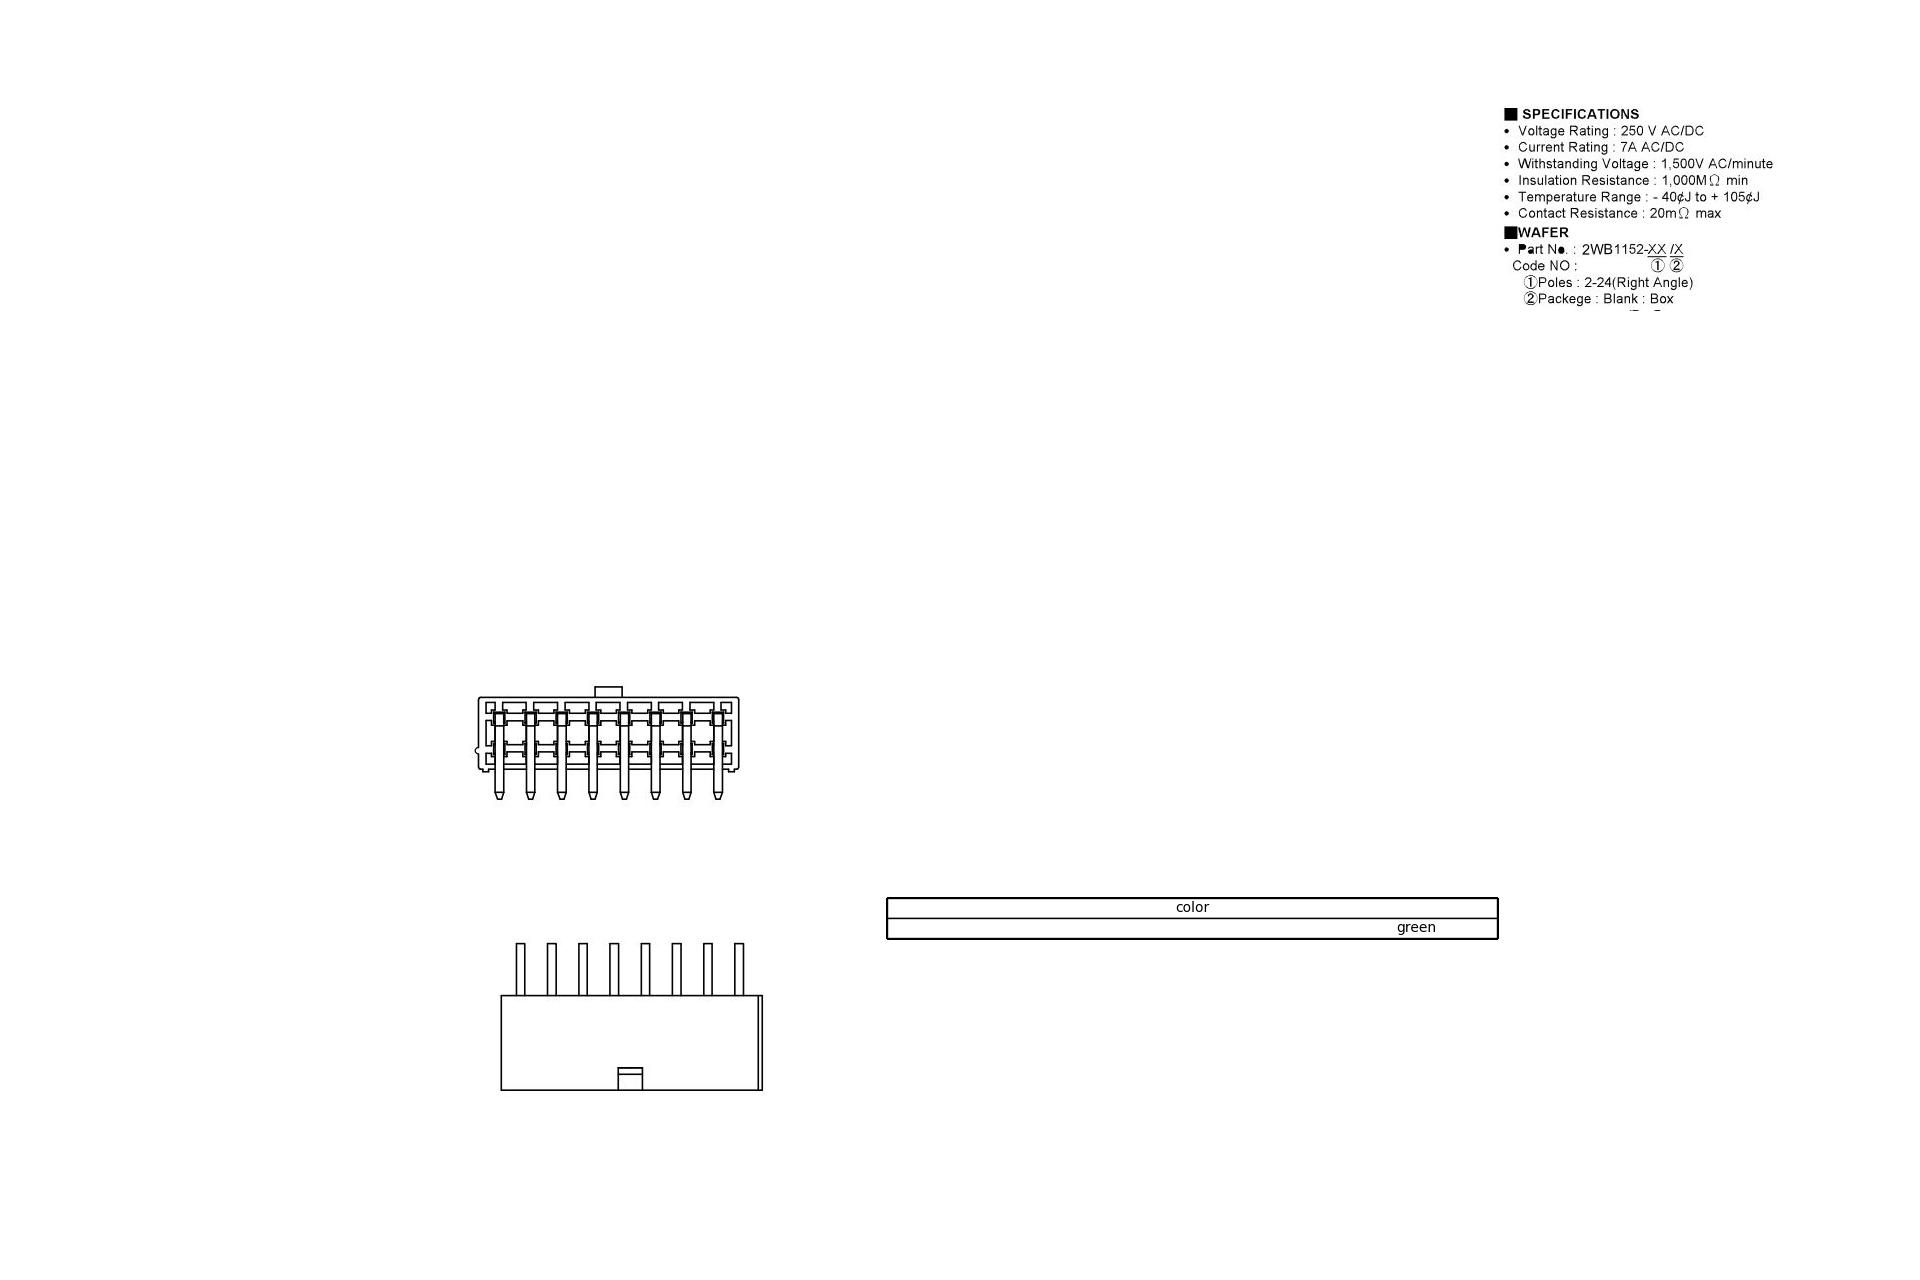 ■ SPECIFICATIONS
• Voltage Rating : 250 V AC/DC
• Current Rating : 7A AC/DC
• Withstanding Voltage : 1,500V AC/minute
• Insulation Resistance : 1,000MΩ min
• Temperature Range : - 40¢J to + 105¢J
• Contact Resistance : 20mΩ max
■WAFER
• Part No. : 2WB1152-XX /X
Code NO : ① ②
①Poles : 2-24(Right Angle)
②Packege : Blank : Box
color
green